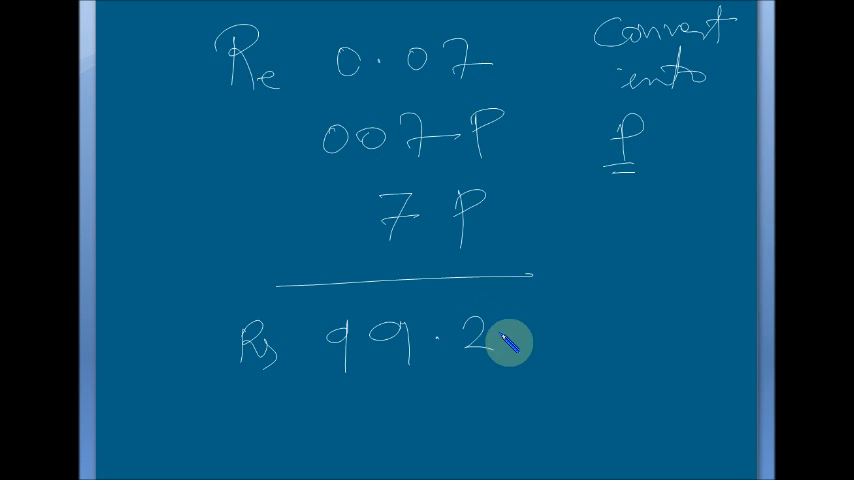 Re 0.07
Convert
into
P
007 P
7 P
Rs 99.2